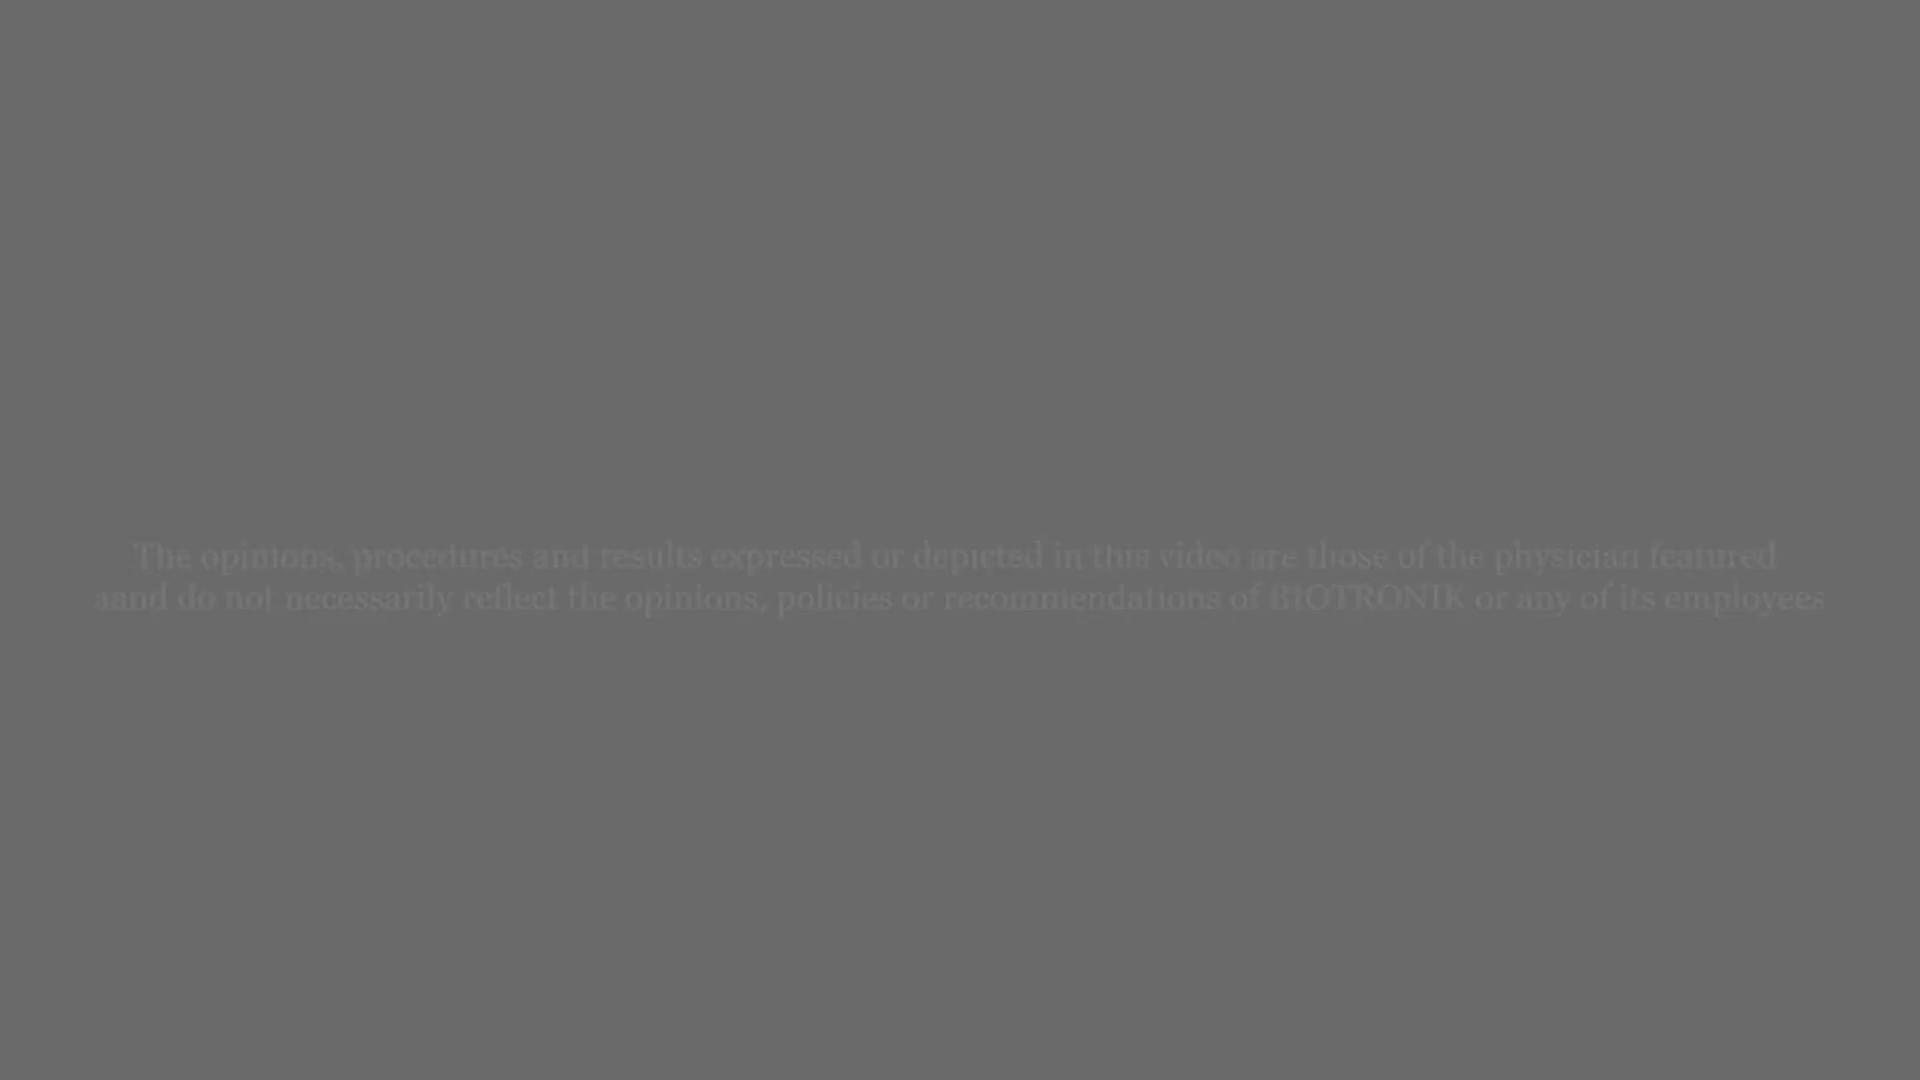 The opinions, procedures and results expressed or depicted in this video are those of the physician featured
aand do not necessarily reflect the opinions, policies or recommendations of BIOTRONIK or any of its employees